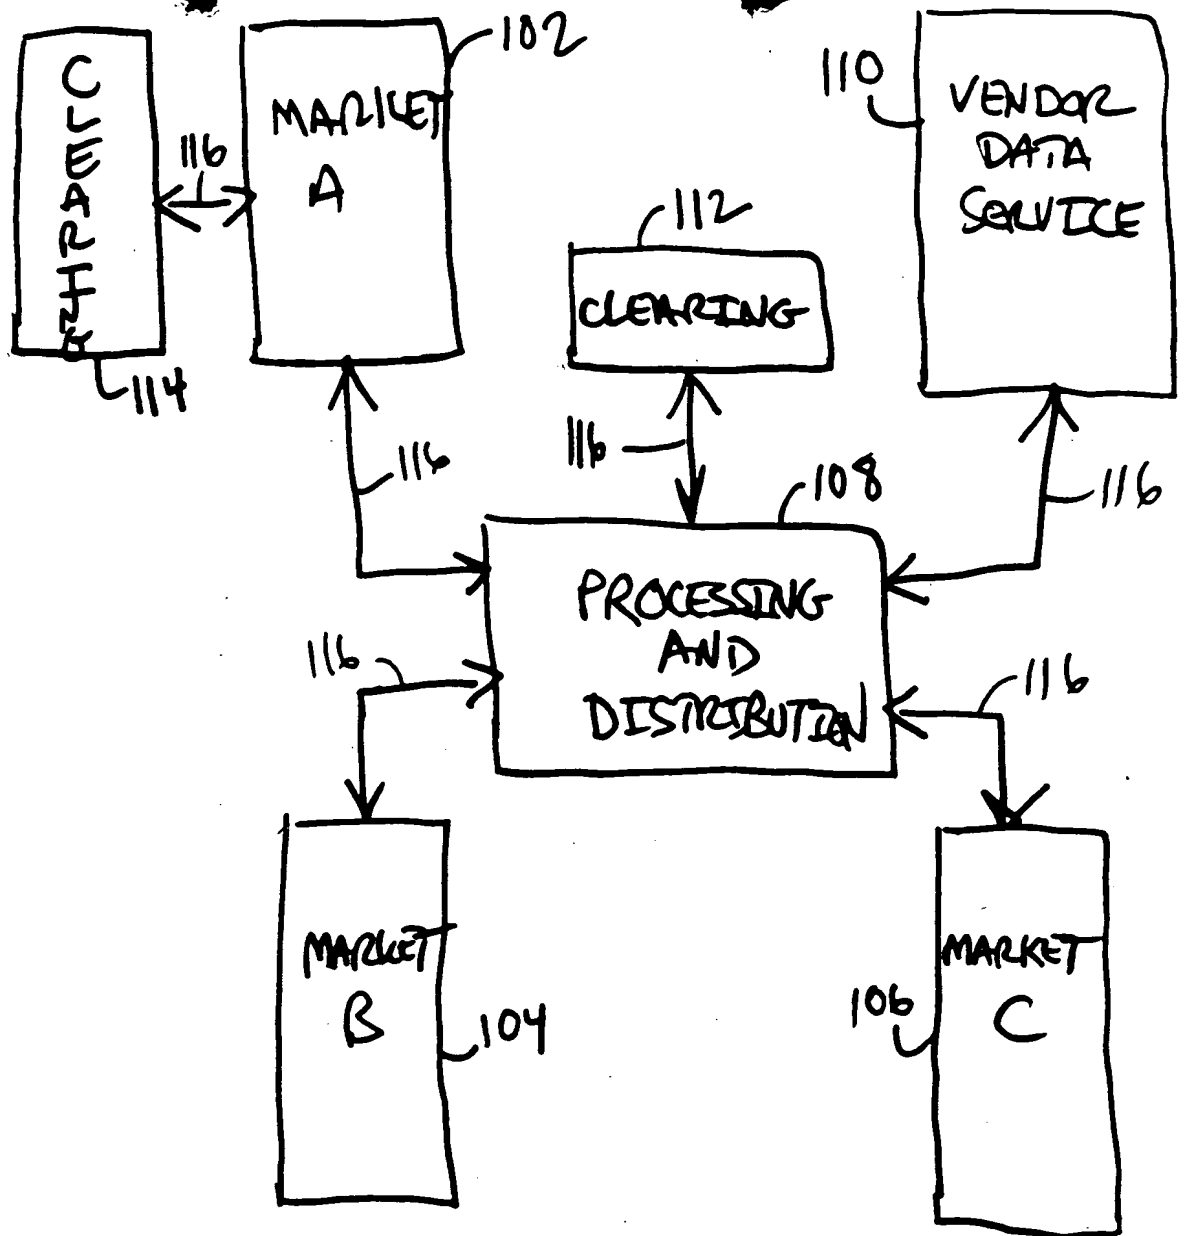 102
110
CLEARING
116
MARKET
A
VENDOR
DATA
SERVICE
112
CLEARING
114
116
116
116
108
PROCESSING
AND
DISTRIBUTION
116
116
MARKET
B
104
106
MARKET
C